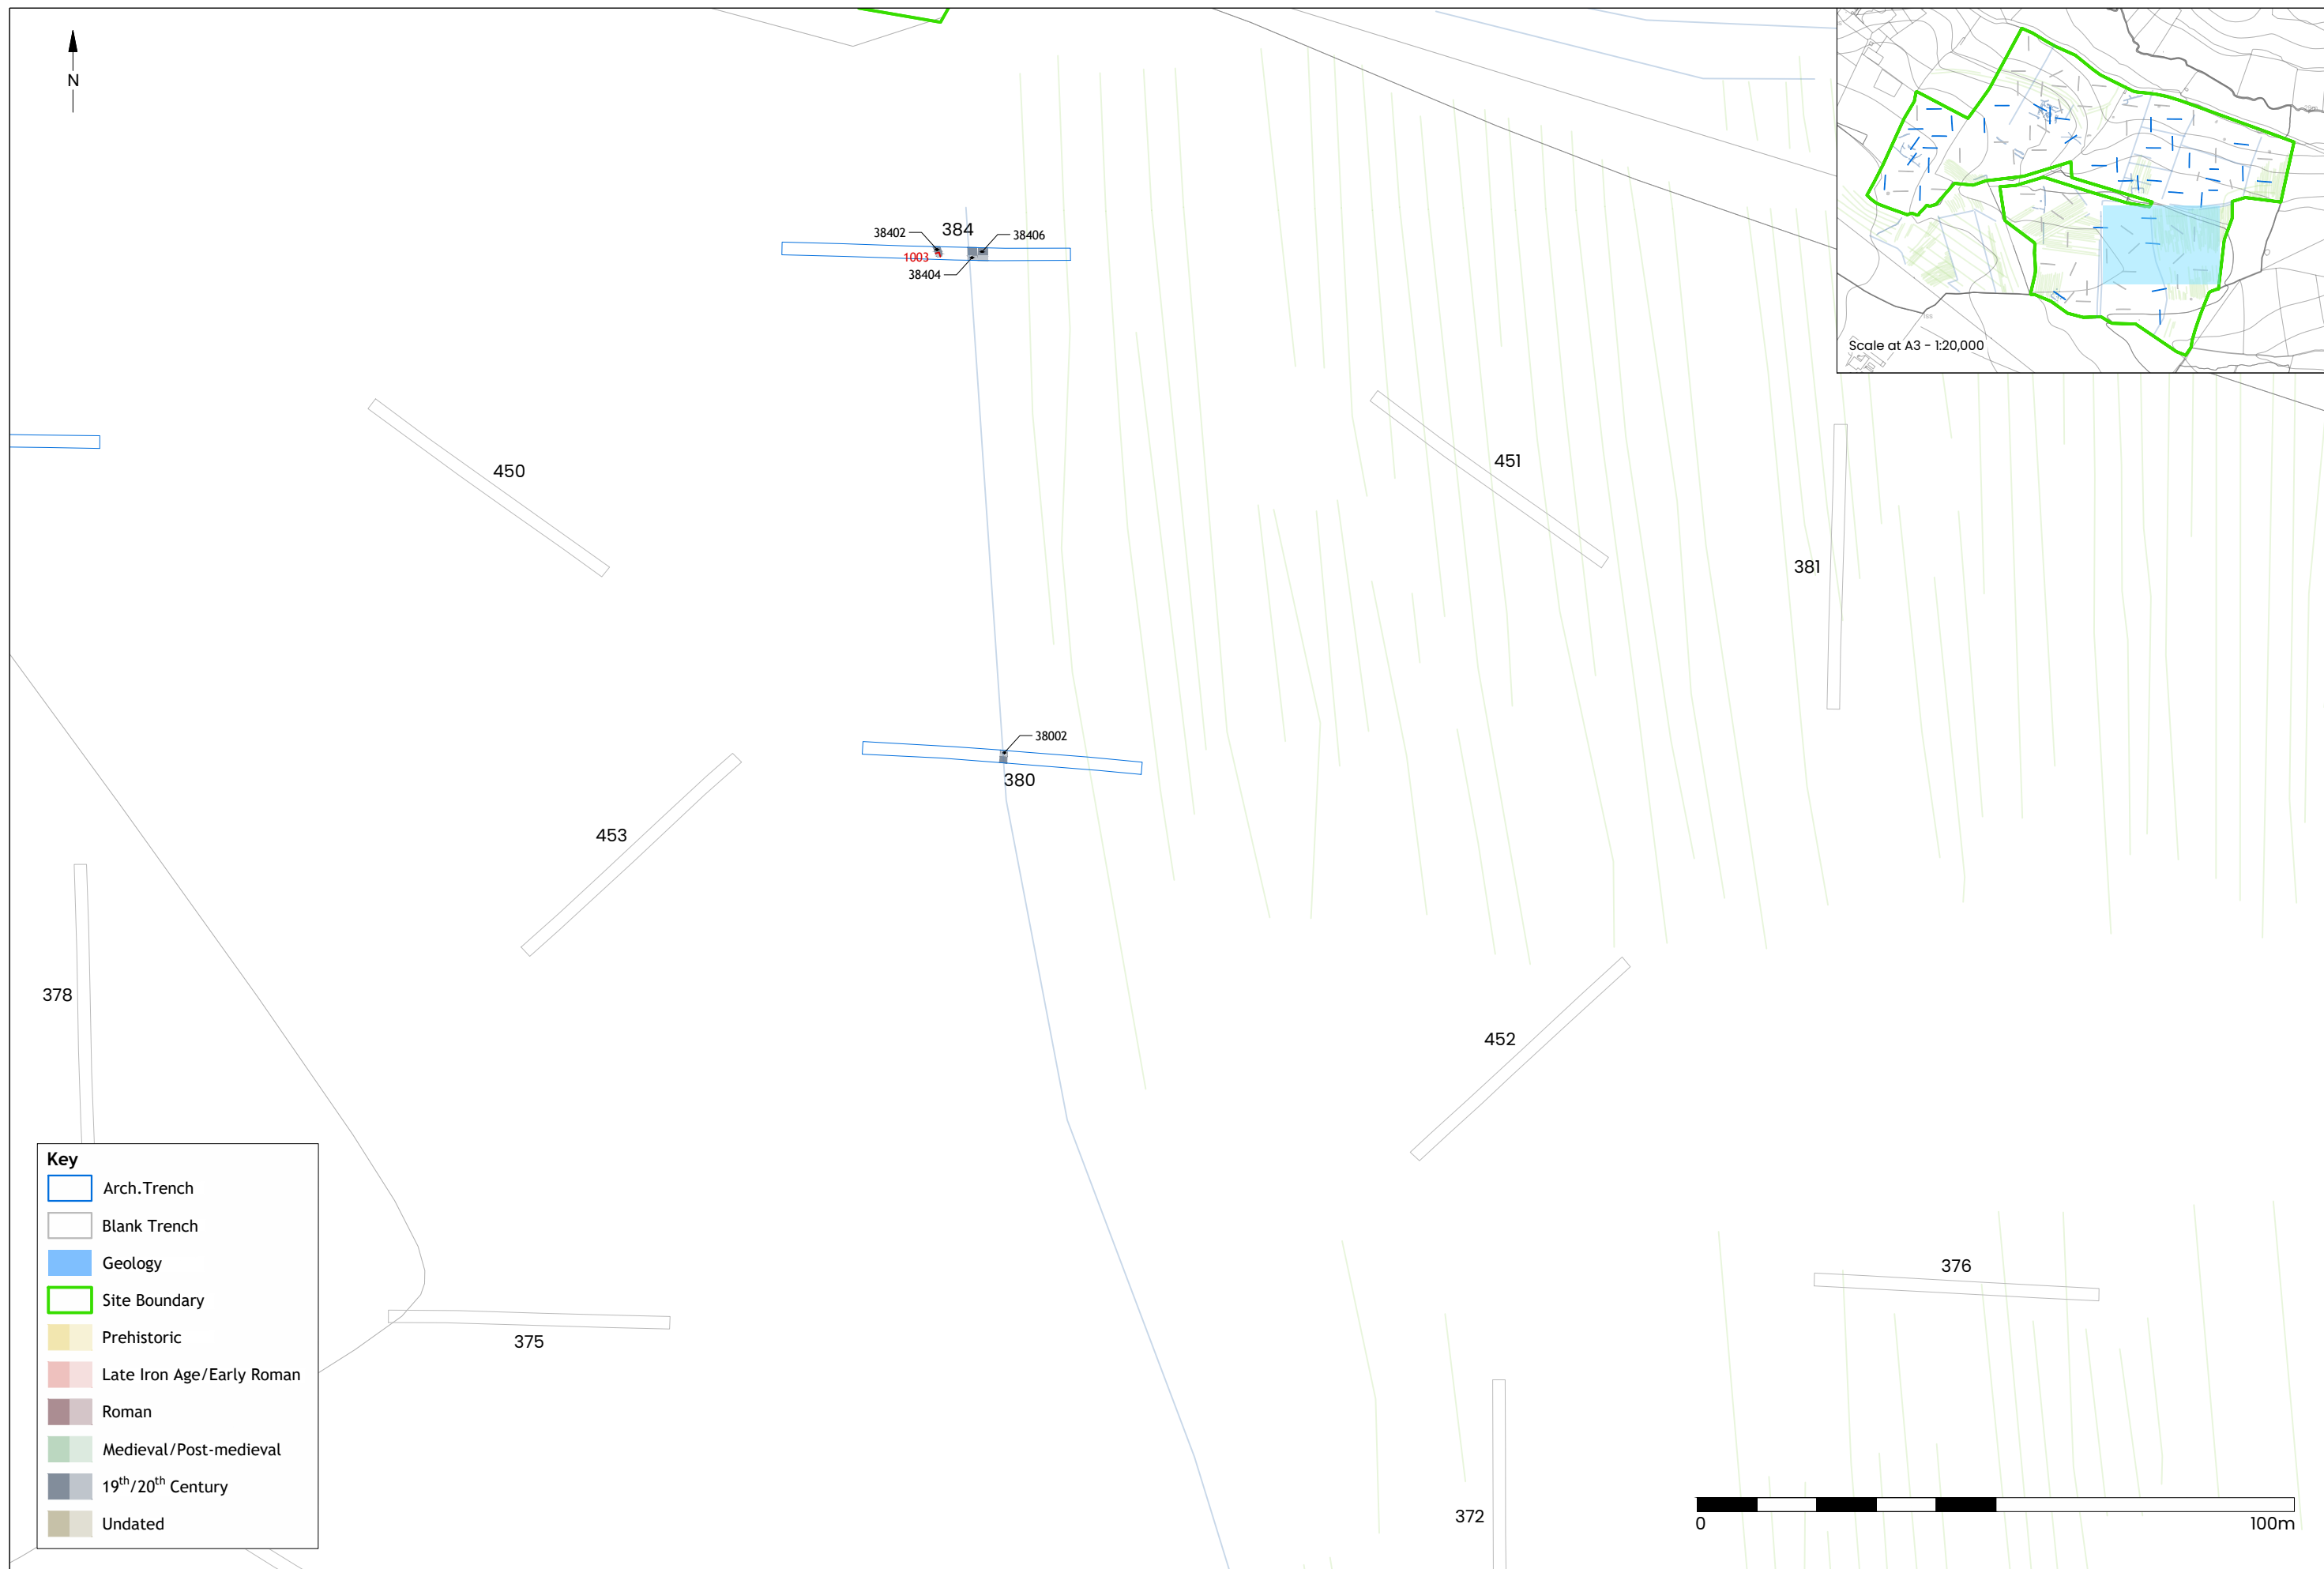 N
Scale at A3 - 1:20,000
384
38402
38406
1003
38404
450
451
381
38002
380
453
378
452
376
375
372
Key
Arch.Trench
Blank Trench
Geology
Site Boundary
Prehistoric
Late Iron Age/Early Roman
Roman
Medieval/Post-medieval
19th/20th Century
Undated
0
100m